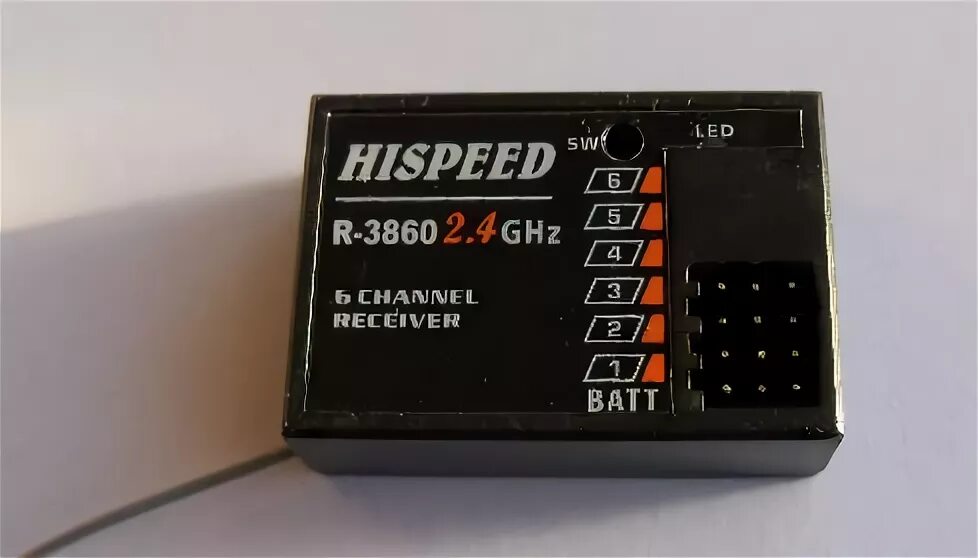 HISPEED
R-3860 2.4 GHz
6 CHANNEL
RECEIVER
SW
LED
6
5
4
3
2
1
BATT